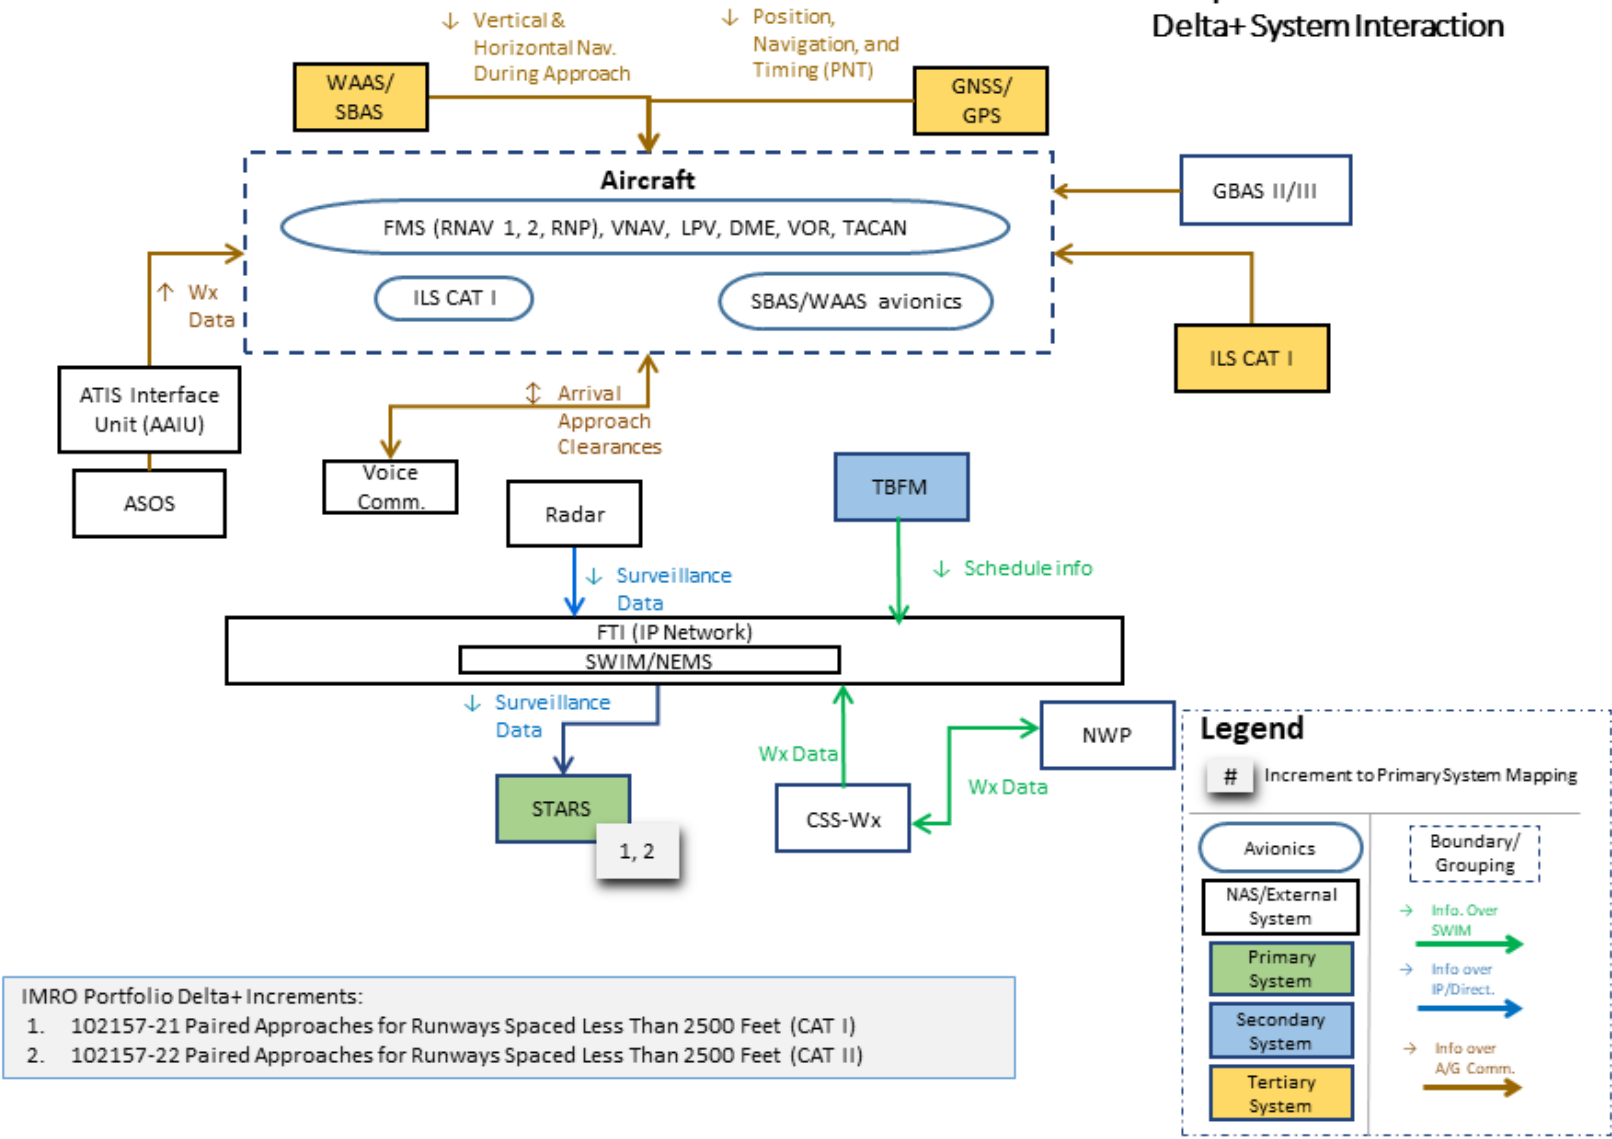 Delta+ System Interaction
↓ Vertical &
Horizontal Nav.
During Approach
↓ Position,
Navigation, and
Timing (PNT)
WAAS/
SBAS
GNSS/
GPS
Aircraft
FMS (RNAV 1, 2, RNP), VNAV, LPV, DME, VOR, TACAN
ILS CAT I
SBAS/WAAS avionics
GBAS II/III
ILS CAT I
↑ Wx
Data
ATIS Interface
Unit (AAIU)
ASOS
↕ Arrival
Approach
Clearances
Voice
Comm.
Radar
TBFM
↓ Surveillance
Data
↓ Schedule info
FTI (IP Network)
SWIM/NEMS
↓ Surveillance
Data
STARS
1, 2
Wx Data
CSS-Wx
Wx Data
NWP
Legend
# Increment to Primary System Mapping
Avionics
NAS/External
System
Primary
System
Secondary
System
Tertiary
System
Boundary/
Grouping
→ Info. Over
SWIM
→ Info over
IP/Direct.
→ Info over
A/G Comm.
IMRO Portfolio Delta+ Increments:
1. 102157-21 Paired Approaches for Runways Spaced Less Than 2500 Feet (CAT I)
2. 102157-22 Paired Approaches for Runways Spaced Less Than 2500 Feet (CAT II)